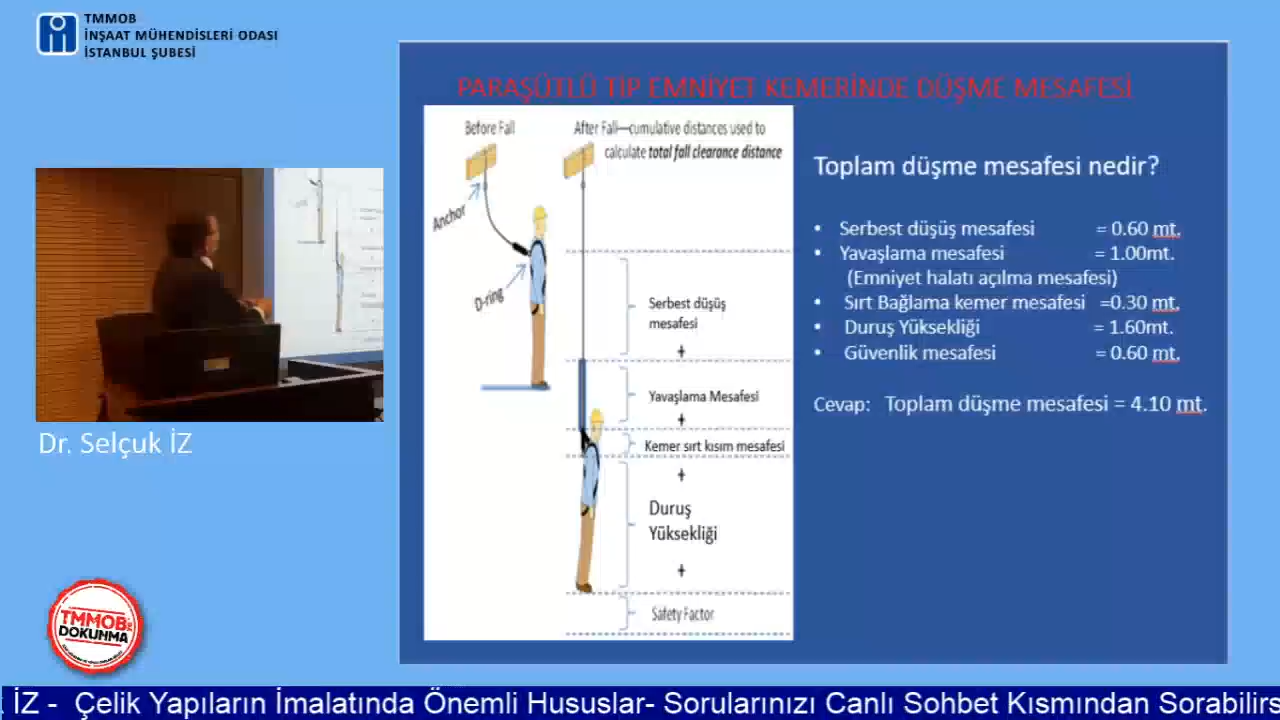 TMMOB
İNŞAAT MÜHENDİSLERİ ODASI
İSTANBUL ŞUBESİ
PARAŞÜTLÜ TİP EMNİYET KEMERİNDE DÜŞME MESAFESİ
Before Fall
After Fall—cumulative distances used to
calculate total fall clearance distance
Anchor
D-ring
Serbest düşüş
mesafesi
+
Yavaşlama Mesafesi
+
Kemer sırt kısım mesafesi
+
Duruş
Yüksekliği
+
Safety Factor
Toplam düşme mesafesi nedir?
• Serbest düşüş mesafesi = 0.60 mt.
• Yavaşlama mesafesi = 1.00mt.
(Emniyet halatı açılma mesafesi)
• Sırt Bağlama kemer mesafesi =0.30 mt.
• Duruş Yüksekliği = 1.60mt.
• Güvenlik mesafesi = 0.60 mt.
Cevap: Toplam düşme mesafesi = 4.10 mt.
Dr. Selçuk İZ
TMMOB
DOKUNMA
İZ - Çelik Yapıların İmalatında Önemli Hususlar- Sorularınızı Canlı Sohbet Kısmından Sorabilirs